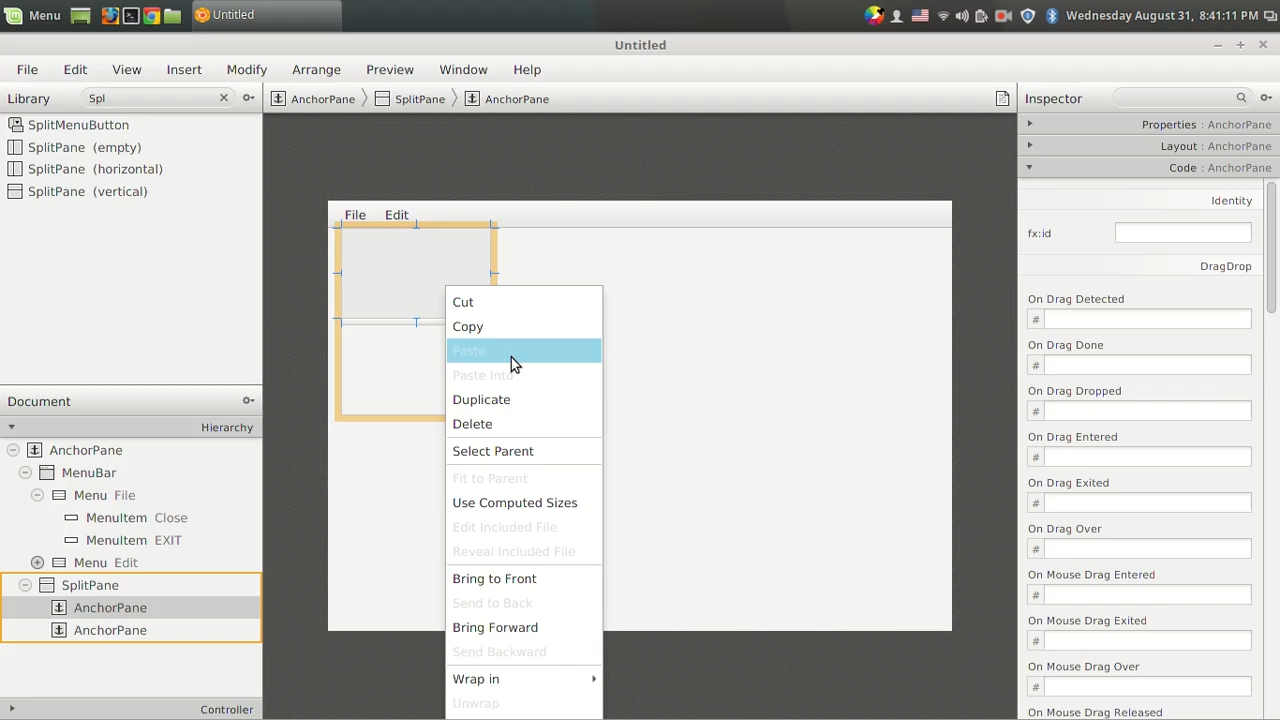 Menu
Untitled
Wednesday August 31, 8:41:11 PM
Untitled
File Edit View Insert Modify Arrange Preview Window Help
Library Spl
AnchorPane SplitPane AnchorPane
Inspector
SplitMenuButton
SplitPane (empty)
SplitPane (horizontal)
SplitPane (vertical)
File Edit
Cut
Copy
Paste
Paste Into
Duplicate
Delete
Select Parent
Fit to Parent
Use Computed Sizes
Edit Included File
Reveal Included File
Bring to Front
Send to Back
Bring Forward
Send Backward
Wrap in
Unwrap
Document
Hierarchy
AnchorPane
MenuBar
Menu File
MenuItem Close
MenuItem EXIT
Menu Edit
SplitPane
AnchorPane
AnchorPane
Controller
Properties : AnchorPane
Layout : AnchorPane
Code : AnchorPane
Identity
fx:id
DragDrop
On Drag Detected
#
On Drag Done
#
On Drag Dropped
#
On Drag Entered
#
On Drag Exited
#
On Drag Over
#
On Mouse Drag Entered
#
On Mouse Drag Exited
#
On Mouse Drag Over
#
On Mouse Drag Released